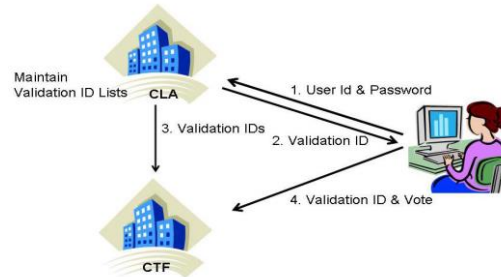 Maintain
Validation ID Lists
CLA
1. User Id & Password
3. Validation IDs
2. Validation ID
4. Validation ID & Vote
CTF